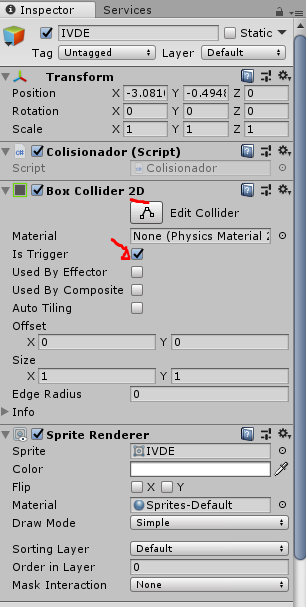 Inspector Services
IVDE Static
Tag Untagged Layer Default
Transform
Position X -3.081 Y -0.494 Z 0
Rotation X 0 Y 0 Z 0
Scale X 1 Y 1 Z 1
Colisionador (Script)
Script Colisionador
Box Collider 2D
Edit Collider
Material None (Physics Material 2
Is Trigger
Used By Effector
Used By Composite
Auto Tiling
Offset
X 0 Y 0
Size
X 1 Y 1
Edge Radius 0
Info
Sprite Renderer
Sprite IVDE
Color
Flip X Y
Material Sprites-Default
Draw Mode Simple
Sorting Layer Default
Order in Layer 0
Mask Interaction None